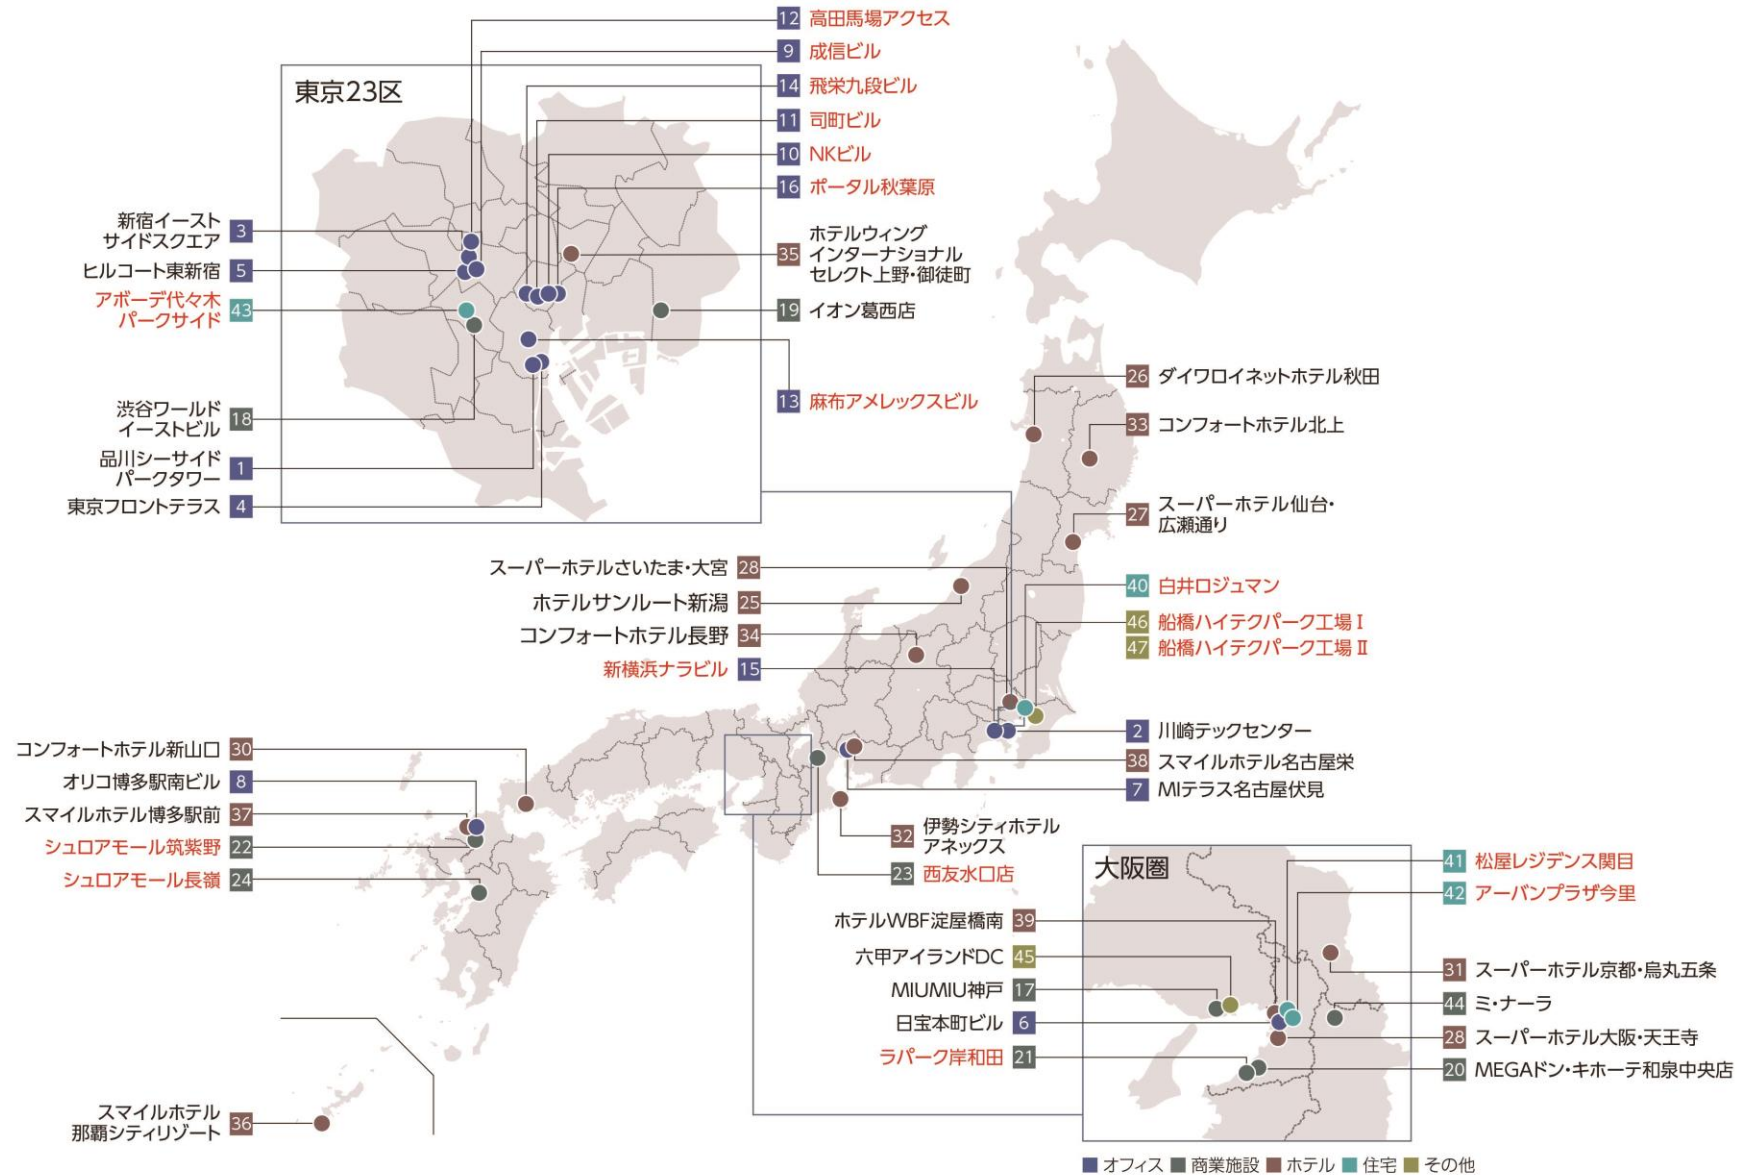 12 高田馬場アクセス
9 成信ビル
14 飛栄九段ビル
11 司町ビル
10 NKビル
16 ポータル秋葉原
35 ホテルウィング
インターナショナル
セレクト上野・御徒町
19 イオン葛西店
13 麻布アメレックスビル
東京23区
新宿イースト
サイドスクエア 3
ヒルコート東新宿 5
アボーデ代々木
パークサイド 43
渋谷ワールド
イーストビル 18
品川シーサイド
パークタワー 1
東京フロントテラス 4
26 ダイワロイネットホテル秋田
33 コンフォートホテル北上
27 スーパーホテル仙台・
広瀬通り
40 白井ロジュマン
46 船橋ハイテクパーク工場 I
47 船橋ハイテクパーク工場 II
スーパーホテルさいたま・大宮 28
ホテルサンルート新潟 25
コンフォートホテル長野 34
新横浜ナラビル 15
2 川崎テックセンター
38 スマイルホテル名古屋栄
7 MIテラス名古屋伏見
コンフォートホテル新山口 30
オリコ博多駅南ビル 8
スマイルホテル博多駅前 37
シュロアモール筑紫野 22
シュロアモール長嶺 24
32 伊勢シティホテル
アネックス
23 西友水口店
大阪圏
41 松屋レジデンス関目
42 アーバンプラザ今里
ホテルWBF淀屋橋南 39
六甲アイランドDC 45
MIUMIU神戸 17
日宝本町ビル 6
ラパーク岸和田 21
31 スーパーホテル京都・烏丸五条
44 ミ・ナーラ
28 スーパーホテル大阪・天王寺
20 MEGAドン・キホーテ和泉中央店
スマイルホテル
那覇シティリゾート 36
オフィス 商業施設 ホテル 住宅 その他